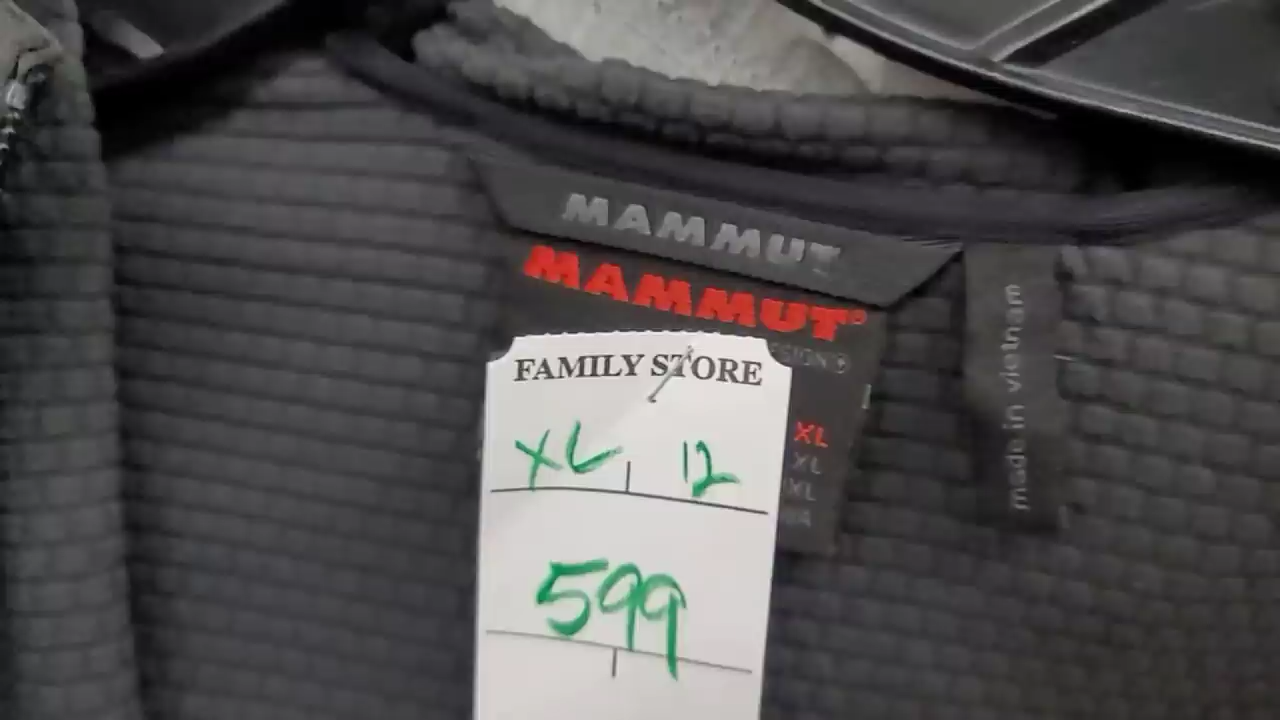 MAMMUT
MAMMUT®
FAMILY STORE
XL 12
599
XL
XL
XL
made in vietnam